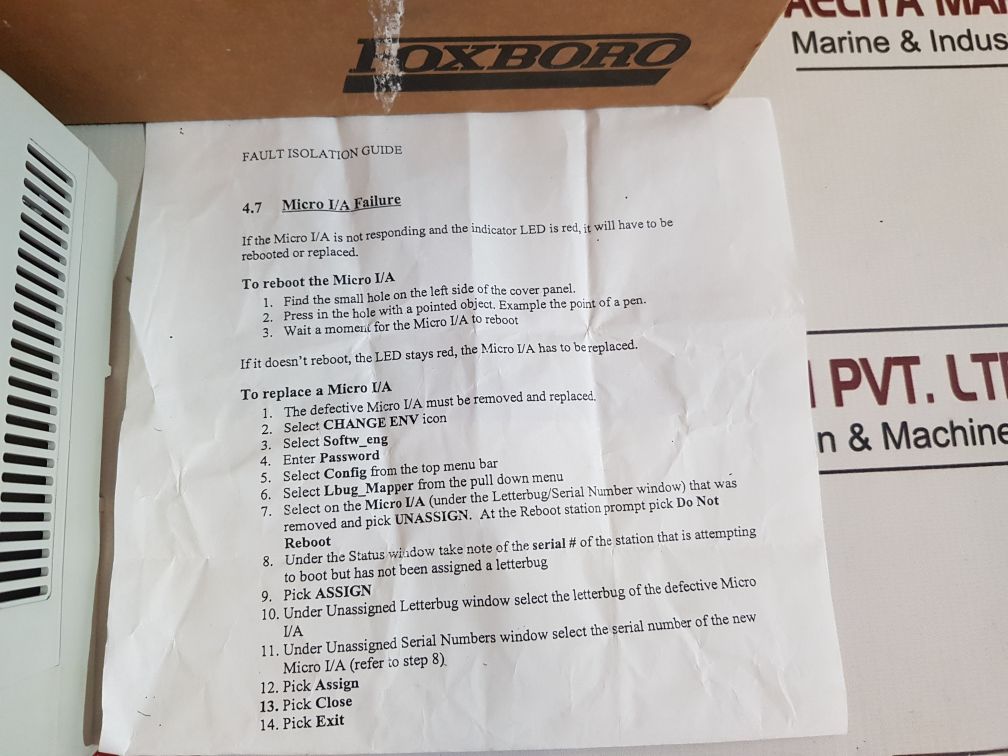 FOXBORO
Marine & Indus
PVT. LT
n & Machine
FAULT ISOLATION GUIDE
4.7 Micro I/A Failure
If the Micro I/A is not responding and the indicator LED is red, it will have to be
rebooted or replaced.
To reboot the Micro I/A
1. Find the small hole on the left side of the cover panel.
2. Press in the hole with a pointed object. Example the point of a pen.
3. Wait a moment for the Micro I/A to reboot
If it doesn't reboot, the LED stays red, the Micro I/A has to be replaced.
To replace a Micro I/A
1. The defective Micro I/A must be removed and replaced.
2. Select CHANGE ENV icon
3. Select Softw_eng
4. Enter Password
5. Select Config from the top menu bar
6. Select Lbug_Mapper from the pull down menu
7. Select on the Micro I/A (under the Letterbug/Serial Number window) that was
removed and pick UNASSIGN. At the Reboot station prompt pick Do Not
Reboot
8. Under the Status window take note of the serial # of the station that is attempting
to boot but has not been assigned a letterbug
9. Pick ASSIGN
10. Under Unassigned Letterbug window select the letterbug of the defective Micro
I/A
11. Under Unassigned Serial Numbers window select the serial number of the new
Micro I/A (refer to step 8)
12. Pick Assign
13. Pick Close
14. Pick Exit